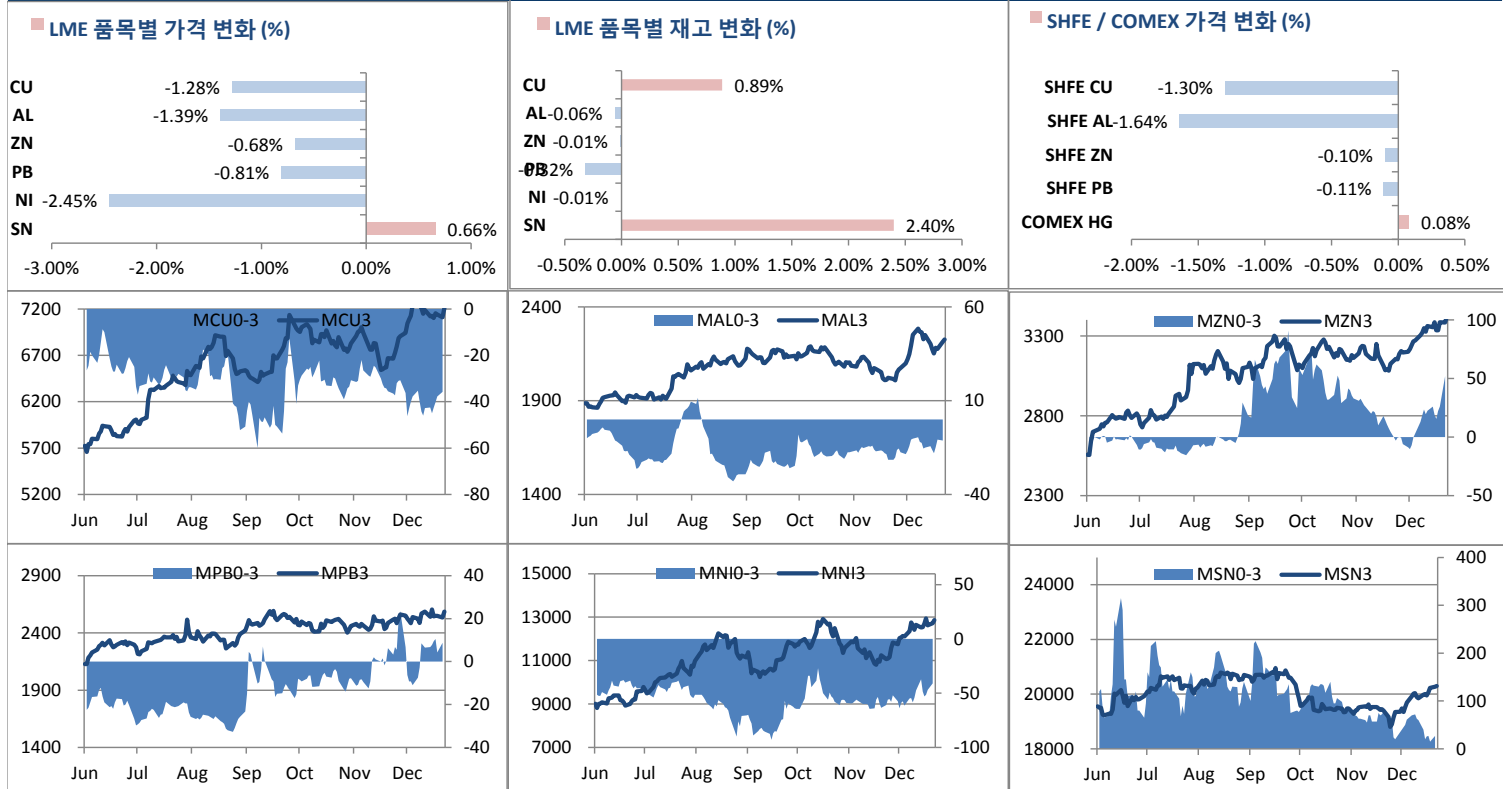 LME 품목별 가격 변화 (%)
CU -1.28%
AL -1.39%
ZN -0.68%
PB -0.81%
NI -2.45%
SN 0.66%
-3.00% -2.00% -1.00% 0.00% 1.00%
LME 품목별 재고 변화 (%)
CU 0.89%
AL -0.06%
ZN -0.01%
PB -0.32%
NI -0.01%
SN 2.40%
-0.50% 0.00% 0.50% 1.00% 1.50% 2.00% 2.50% 3.00%
SHFE / COMEX 가격 변화 (%)
SHFE CU -1.30%
SHFE AL -1.64%
SHFE ZN -0.10%
SHFE PB -0.11%
COMEX HG 0.08%
-2.00% -1.50% -1.00% -0.50% 0.00% 0.50%
MCU0-3 MCU3
7200 0
6700 -20
6200 -40
5700 -60
5200 -80
Jun Jul Aug Sep Oct Nov Dec
MAL0-3 MAL3
2400 60
1900 10
1400 -40
Jun Jul Aug Sep Oct Nov Dec
MZN0-3 MZN3
100
3300
50
2800
0
2300 -50
Jun Jul Aug Sep Oct Nov Dec
MPB0-3 MPB3
2900 40
20
2400
0
1900
-20
1400 -40
Jun Jul Aug Sep Oct Nov Dec
MNI0-3 MNI3
15000
50
13000
0
11000
-50
9000
7000 -100
Jun Jul Aug Sep Oct Nov Dec
MSN0-3 MSN3
400
24000
300
22000
200
20000
100
18000 0
Jun Jul Aug Sep Oct Nov Dec